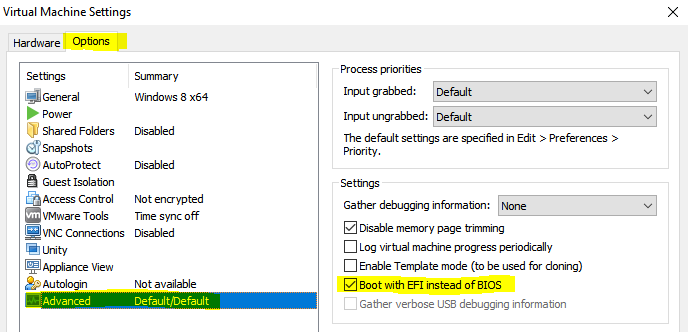 Virtual Machine Settings
Hardware Options
Settings Summary
General Windows 8 x64
Power
Shared Folders Disabled
Snapshots
AutoProtect Disabled
Guest Isolation
Access Control Not encrypted
vm VMware Tools Time sync off
VNC Connections Disabled
Unity
Appliance View
Autologin Not available
Advanced Default/Default
Process priorities
Input grabbed: Default
Input ungrabbed: Default
The default settings are specified in Edit > Preferences >
Priority.
Settings
Gather debugging information: None
Disable memory page trimming
Log virtual machine progress periodically
Enable Template mode (to be used for cloning)
Boot with EFI instead of BIOS
Gather verbose USB debugging information